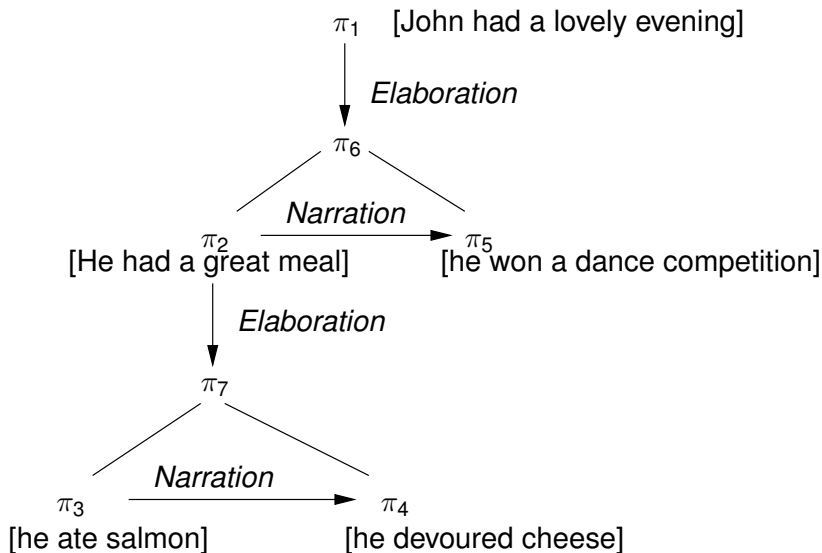 π1 [John had a lovely evening]
Elaboration
π6
Narration
π2 π5
[He had a great meal] [he won a dance competition]
Elaboration
π7
Narration
π3 π4
[he ate salmon] [he devoured cheese]